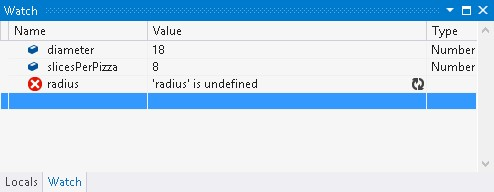 Watch
Name Value Type
diameter 18 Number
slicesPerPizza 8 Number
radius 'radius' is undefined
Locals Watch